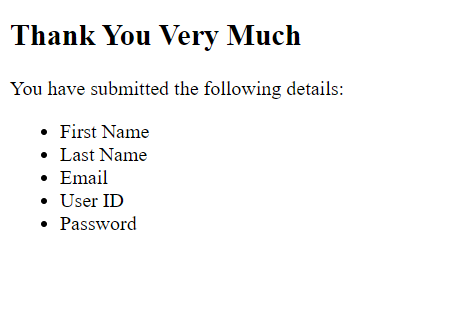 Thank You Very Much
You have submitted the following details:
First Name
Last Name
Email
User ID
Password